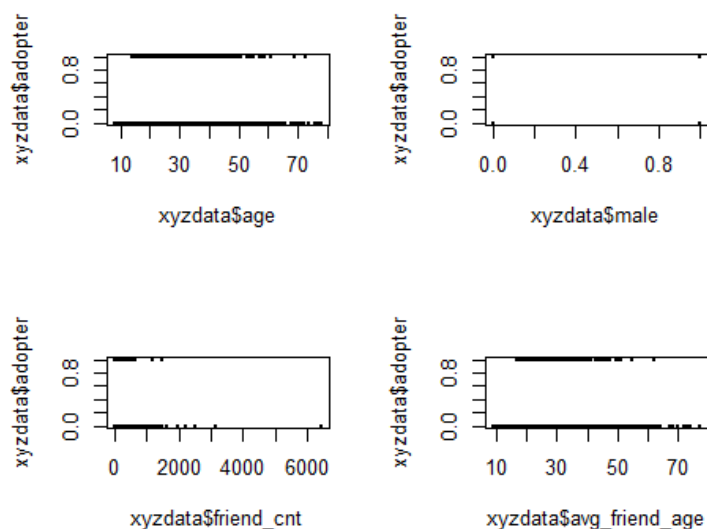 xyzdata$adopter
0.8
0.0
10 30 50 70
xyzdata$age
xyzdata$adopter
0.8
0.0
0.0 0.4 0.8
xyzdata$male
xyzdata$adopter
0.8
0.0
0 2000 4000 6000
xyzdata$friend_cnt
xyzdata$adopter
0.8
0.0
10 30 50 70
xyzdata$avg_friend_age